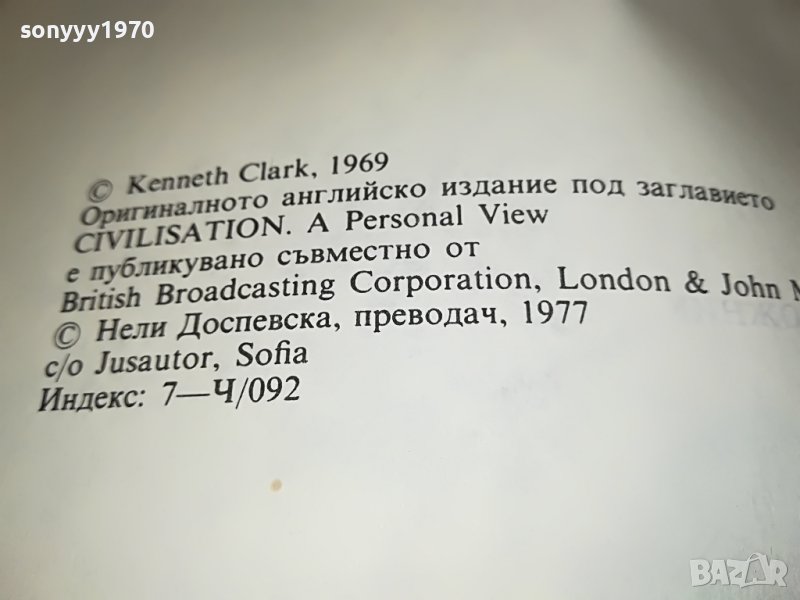 sonyyy1970
© Kenneth Clark, 1969
Оригиналното английско издание под заглавието
CIVILISATION. A Personal View
е публикувано съвместно от
British Broadcasting Corporation, London & John
© Нели Доспевска, преводач, 1977
c/o Jusautor, Sofia
Индекс: 7—Ч/092
BAZAR